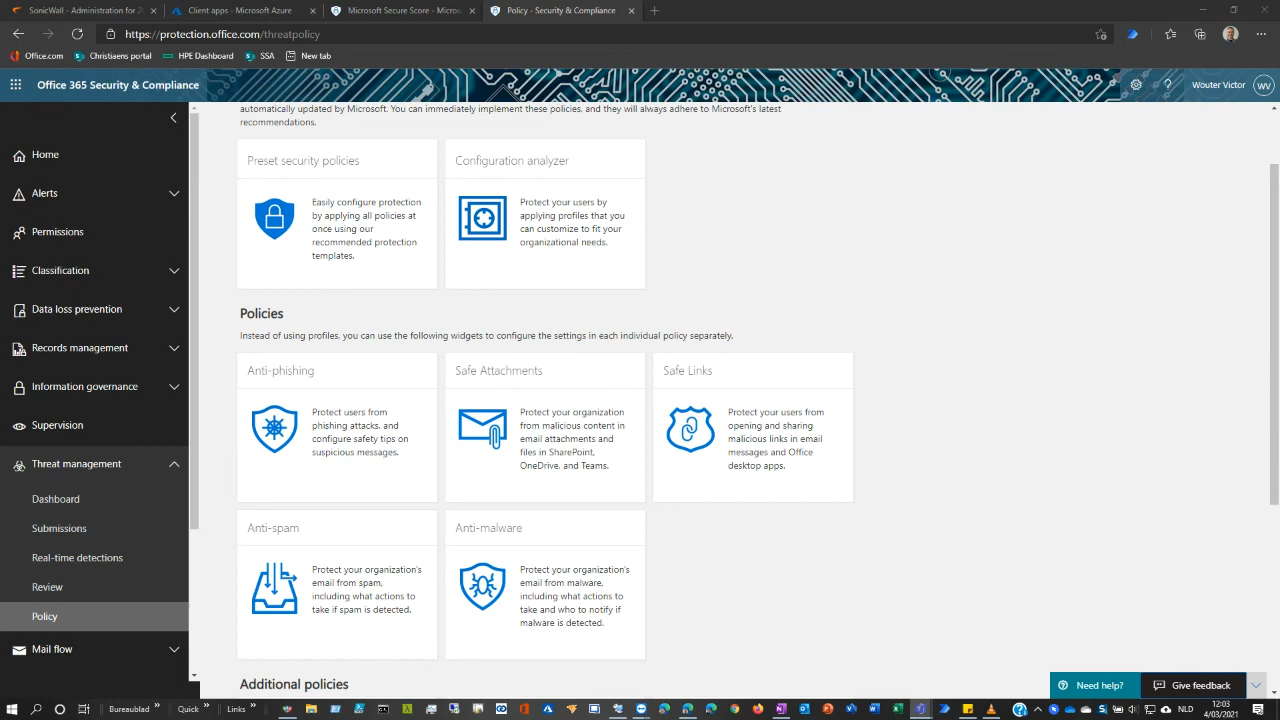 SonicWall - Administration for 2
Client apps - Microsoft Azure
Microsoft Secure Score - Micros
Policy - Security & Compliance
https://protection.office.com/threatpolicy
Office.com
Christiaens portal
HPE Dashboard
SSA
New tab
Office 365 Security & Compliance
Wouter Victor
WV
automatically updated by Microsoft. You can immediately implement these policies, and they will always adhere to Microsoft's latest
recommendations.
Home
Alerts
Permissions
Classification
Data loss prevention
Records management
Information governance
Supervision
Threat management
Dashboard
Submissions
Real-time detections
Review
Policy
Mail flow
Preset security policies
Easily configure protection
by applying all policies at
once using our
recommended protection
templates.
Configuration analyzer
Protect your users by
applying profiles that you
can customize to fit your
organizational needs.
Policies
Instead of using profiles, you can use the following widgets to configure the settings in each individual policy separately.
Anti-phishing
Protect users from
phishing attacks, and
configure safety tips on
suspicious messages.
Safe Attachments
Protect your organization
from malicious content in
email attachments and
files in SharePoint,
OneDrive, and Teams.
Safe Links
Protect your users from
opening and sharing
malicious links in email
messages and Office
desktop apps.
Anti-spam
Protect your organization's
email from spam,
including what actions to
take if spam is detected.
Anti-malware
Protect your organization's
email from malware,
including what actions to
take and who to notify if
malware is detected.
Additional policies
Need help?
Give feedback
Bureaublad »
Quick »
Links »
NLD
12:03
4/03/2021